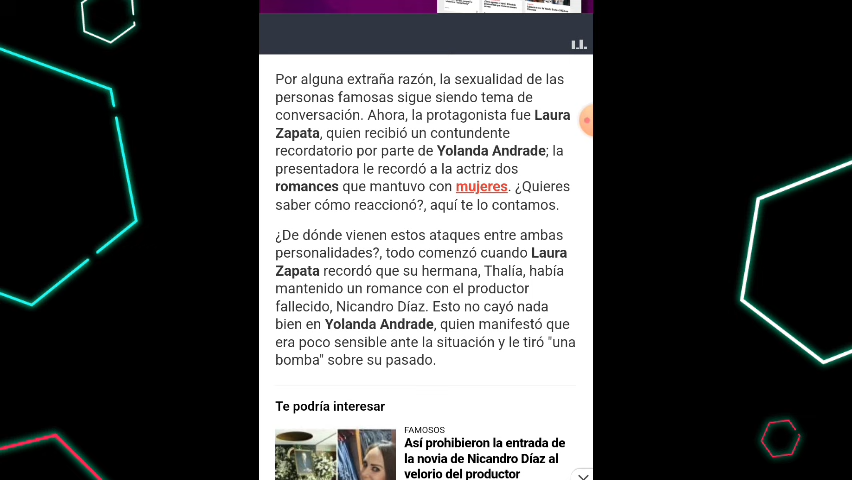 Por alguna extraña razón, la sexualidad de las
personas famosas sigue siendo tema de
conversación. Ahora, la protagonista fue Laura
Zapata, quien recibió un contundente
recordatorio por parte de Yolanda Andrade; la
presentadora le recordó a la actriz dos
romances que mantuvo con mujeres. ¿Quieres
saber cómo reaccionó?, aquí te lo contamos.
¿De dónde vienen estos ataques entre ambas
personalidades?, todo comenzó cuando Laura
Zapata recordó que su hermana, Thalía, había
mantenido un romance con el productor
fallecido, Nicandro Díaz. Esto no cayó nada
bien en Yolanda Andrade, quien manifestó que
era poco sensible ante la situación y le tiró "una
bomba" sobre su pasado.
Te podría interesar
FAMOSOS
Así prohibieron la entrada de
la novia de Nicandro Díaz al
velorio del productor